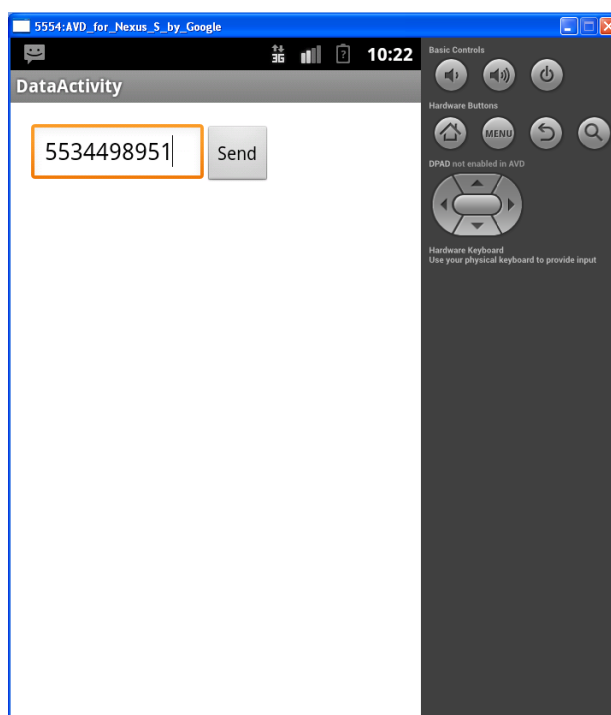 5554:AVD_for_Nexus_S_by_Google
3G ? 10:22
DataActivity
5534498951 Send
Basic Controls
Hardware Buttons
MENU
DPAD not enabled in AVD
Hardware Keyboard
Use your physical keyboard to provide input